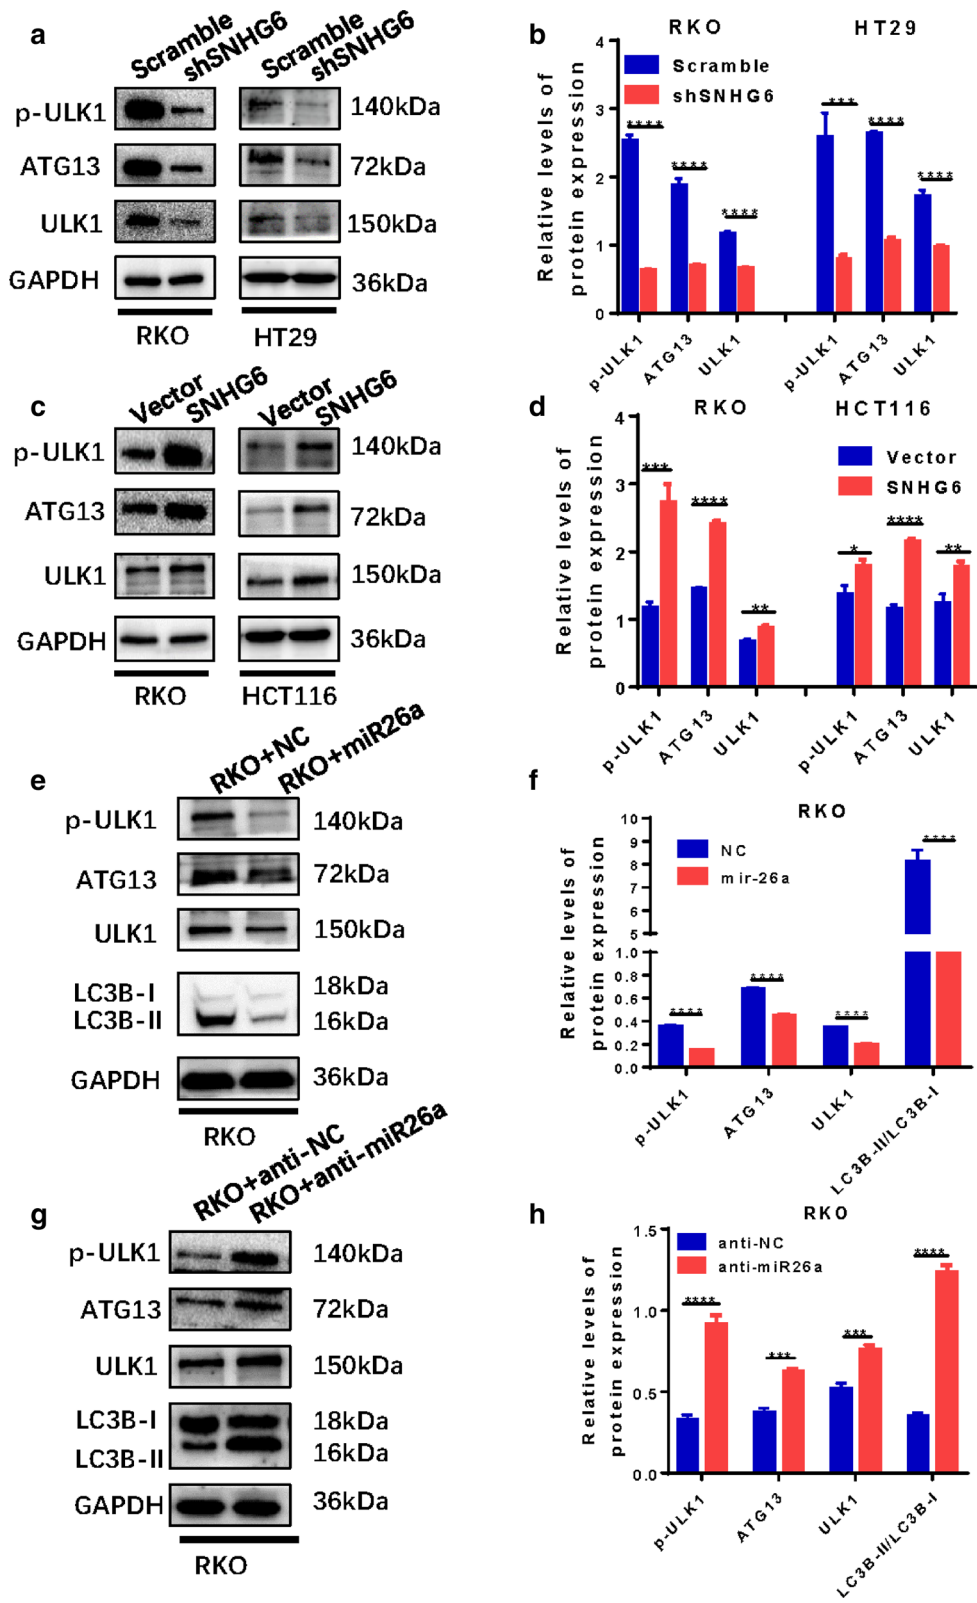 a
Scramble
shSNHG6
Scramble
shSNHG6
p-ULK1
140kDa
ATG13
72kDa
ULK1
150kDa
GAPDH
36kDa
RKO
HT29
b
RKO
HT29
Relative levels of
protein expression
4
3
2
1
0
Scramble
shSNHG6
****
****
****
***
****
****
p-ULK1
ATG13
ULK1
p-ULK1
ATG13
ULK1
c
Vector
SNHG6
Vector
SNHG6
p-ULK1
140kDa
ATG13
72kDa
ULK1
150kDa
GAPDH
36kDa
RKO
HCT116
d
RKO
HCT116
Relative levels of
protein expression
4
3
2
1
0
Vector
SNHG6
***
****
**
*
****
**
p-ULK1
ATG13
ULK1
p-ULK1
ATG13
ULK1
e
RKO+NC
RKO+miR26a
p-ULK1
140kDa
ATG13
72kDa
ULK1
150kDa
LC3B-I
18kDa
LC3B-II
16kDa
GAPDH
36kDa
RKO
f
RKO
Relative levels of
protein expression
10
9
8
7
6
5
1.0
0.8
0.6
0.4
0.2
0.0
NC
mir-26a
****
****
****
****
p-ULK1
ATG13
ULK1
LC3B-II/LC3B-I
g
RKO+anti-NC
RKO+anti-miR26a
p-ULK1
140kDa
ATG13
72kDa
ULK1
150kDa
LC3B-I
18kDa
LC3B-II
16kDa
GAPDH
36kDa
RKO
h
RKO
Relative levels of
protein expression
1.5
1.0
0.5
0.0
anti-NC
anti-miR26a
****
***
***
****
p-ULK1
ATG13
ULK1
LC3B-II/LC3B-I